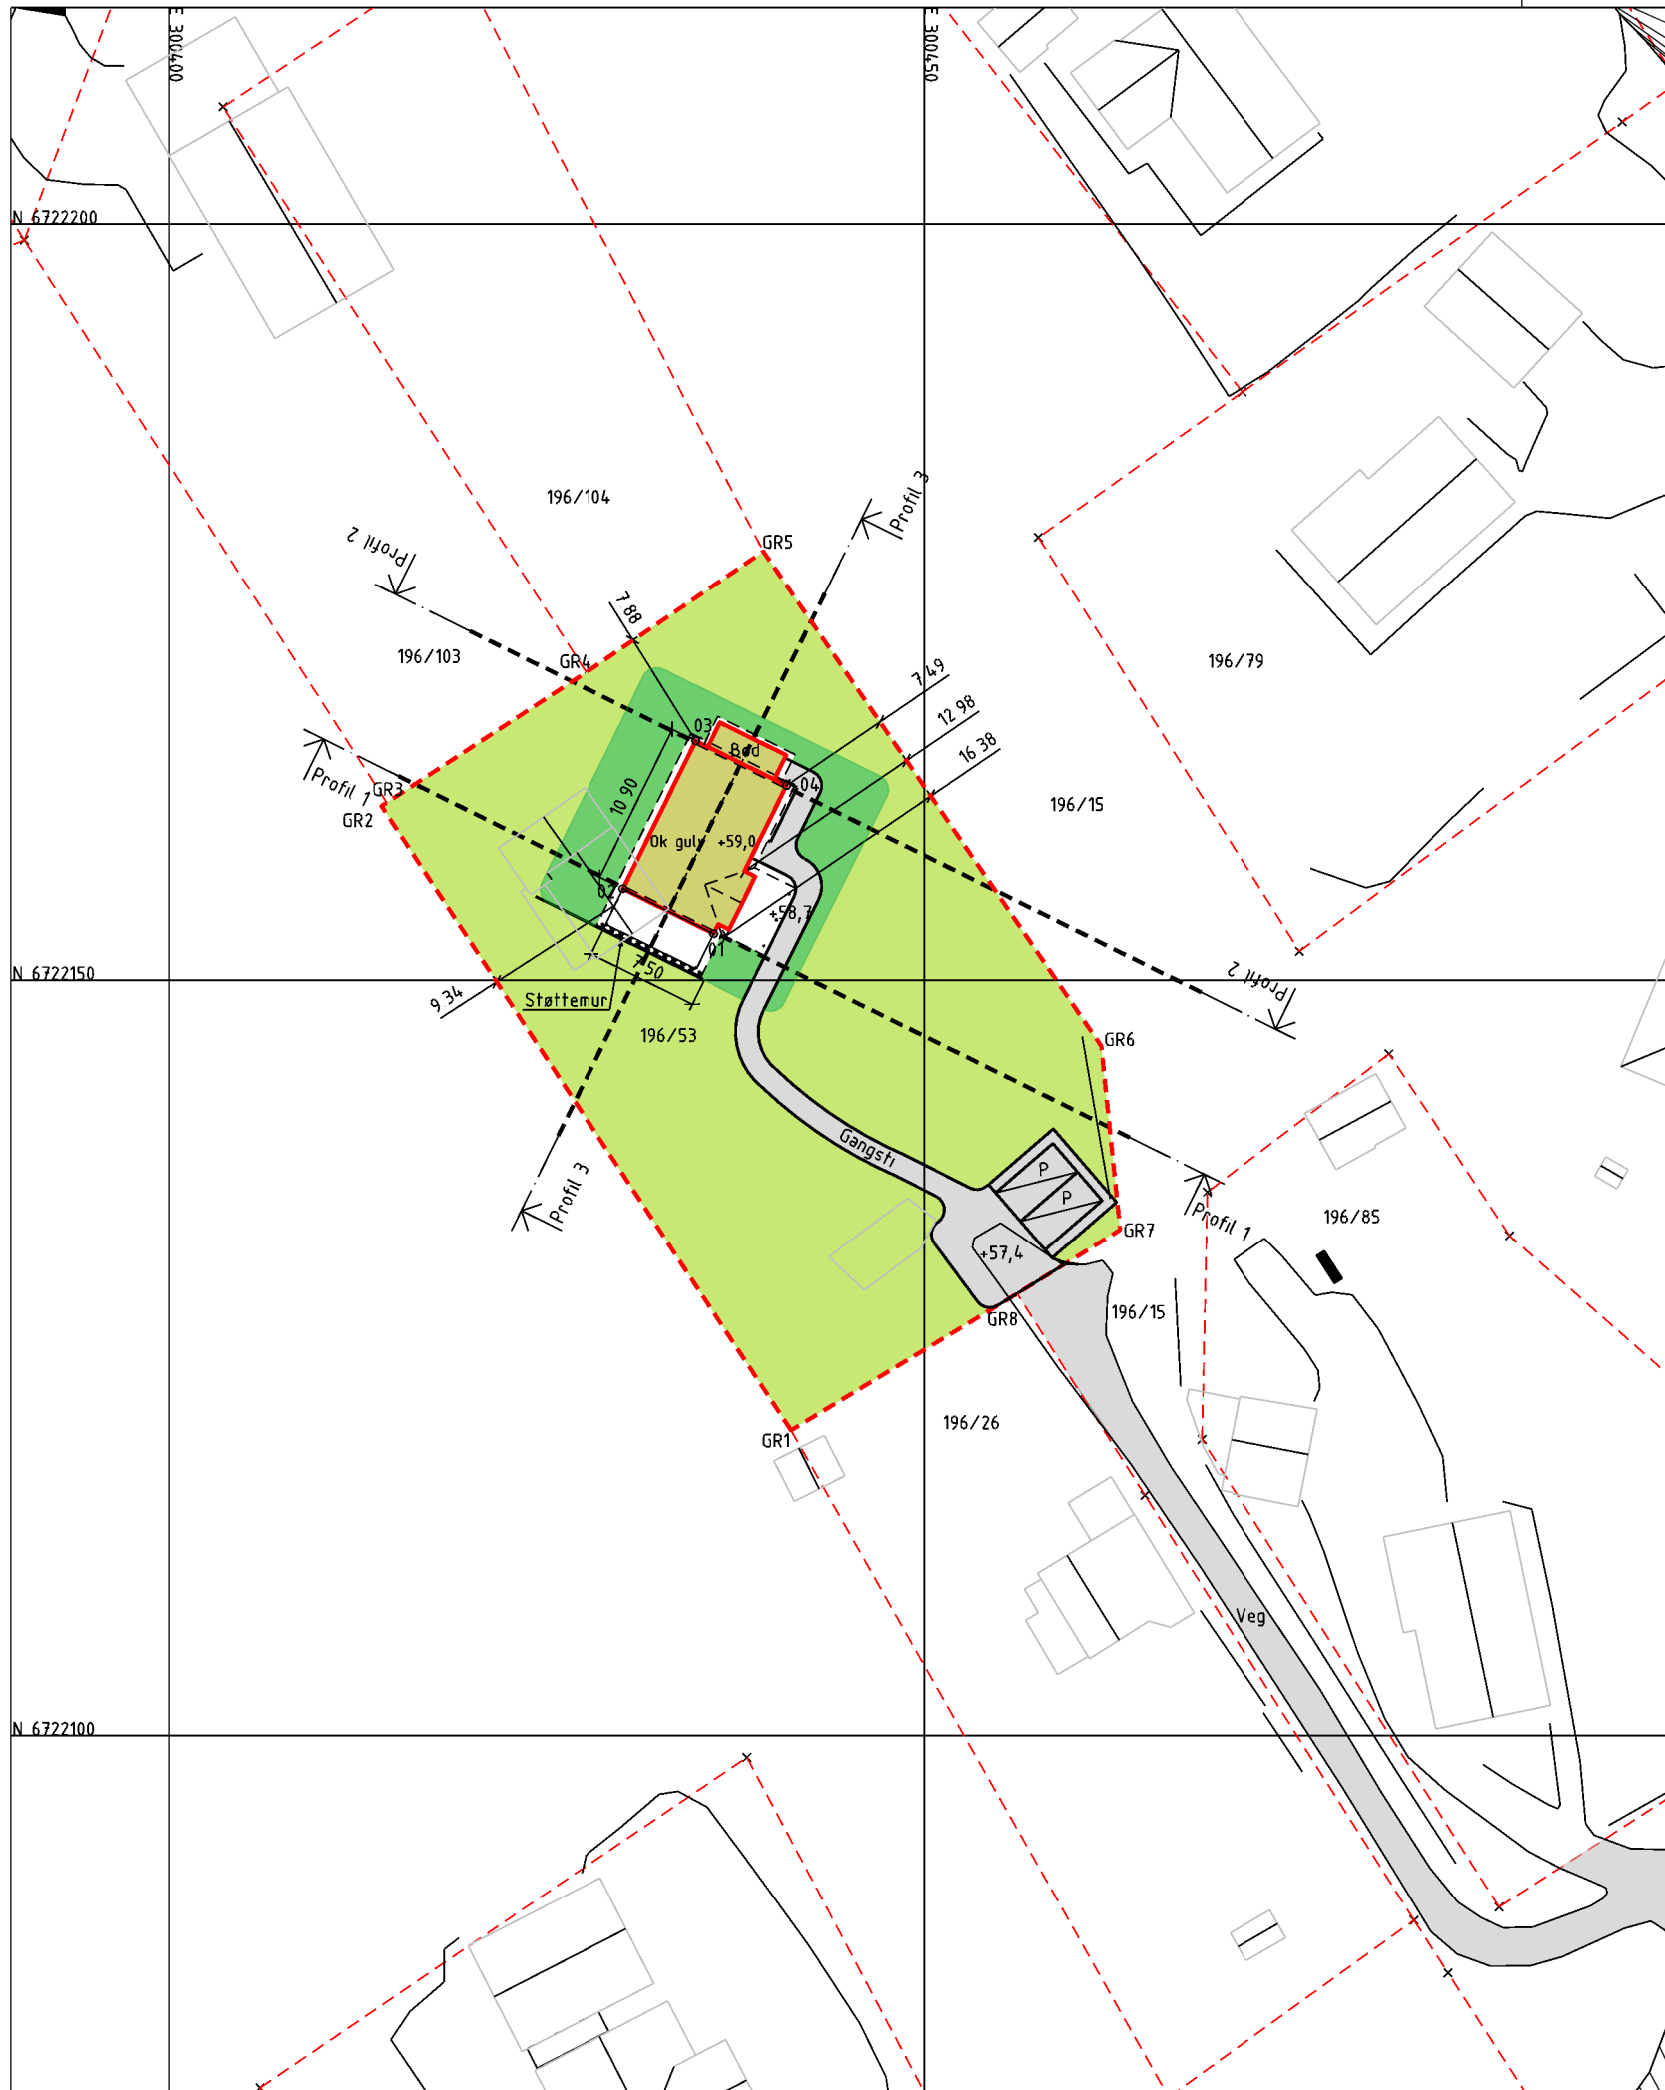 E 300400
E 300450
N 6722200
196/104
Profil 3
Profil 2
GR5
7.88
196/103
GR4
196/79
7.49
12.98
16.38
03
Bod
Profil 1
GR3
GR2
10.90
04
196/15
Ok gulv +59,0
02
+58,7
01
N 6722150
7.50
9.34
Støttemur
196/53
Profil 2
GR6
Gangsti
P
P
Profil 3
Profil 1
196/85
GR7
+57,4
196/15
GR8
196/26
GR1
Veg
N 6722100